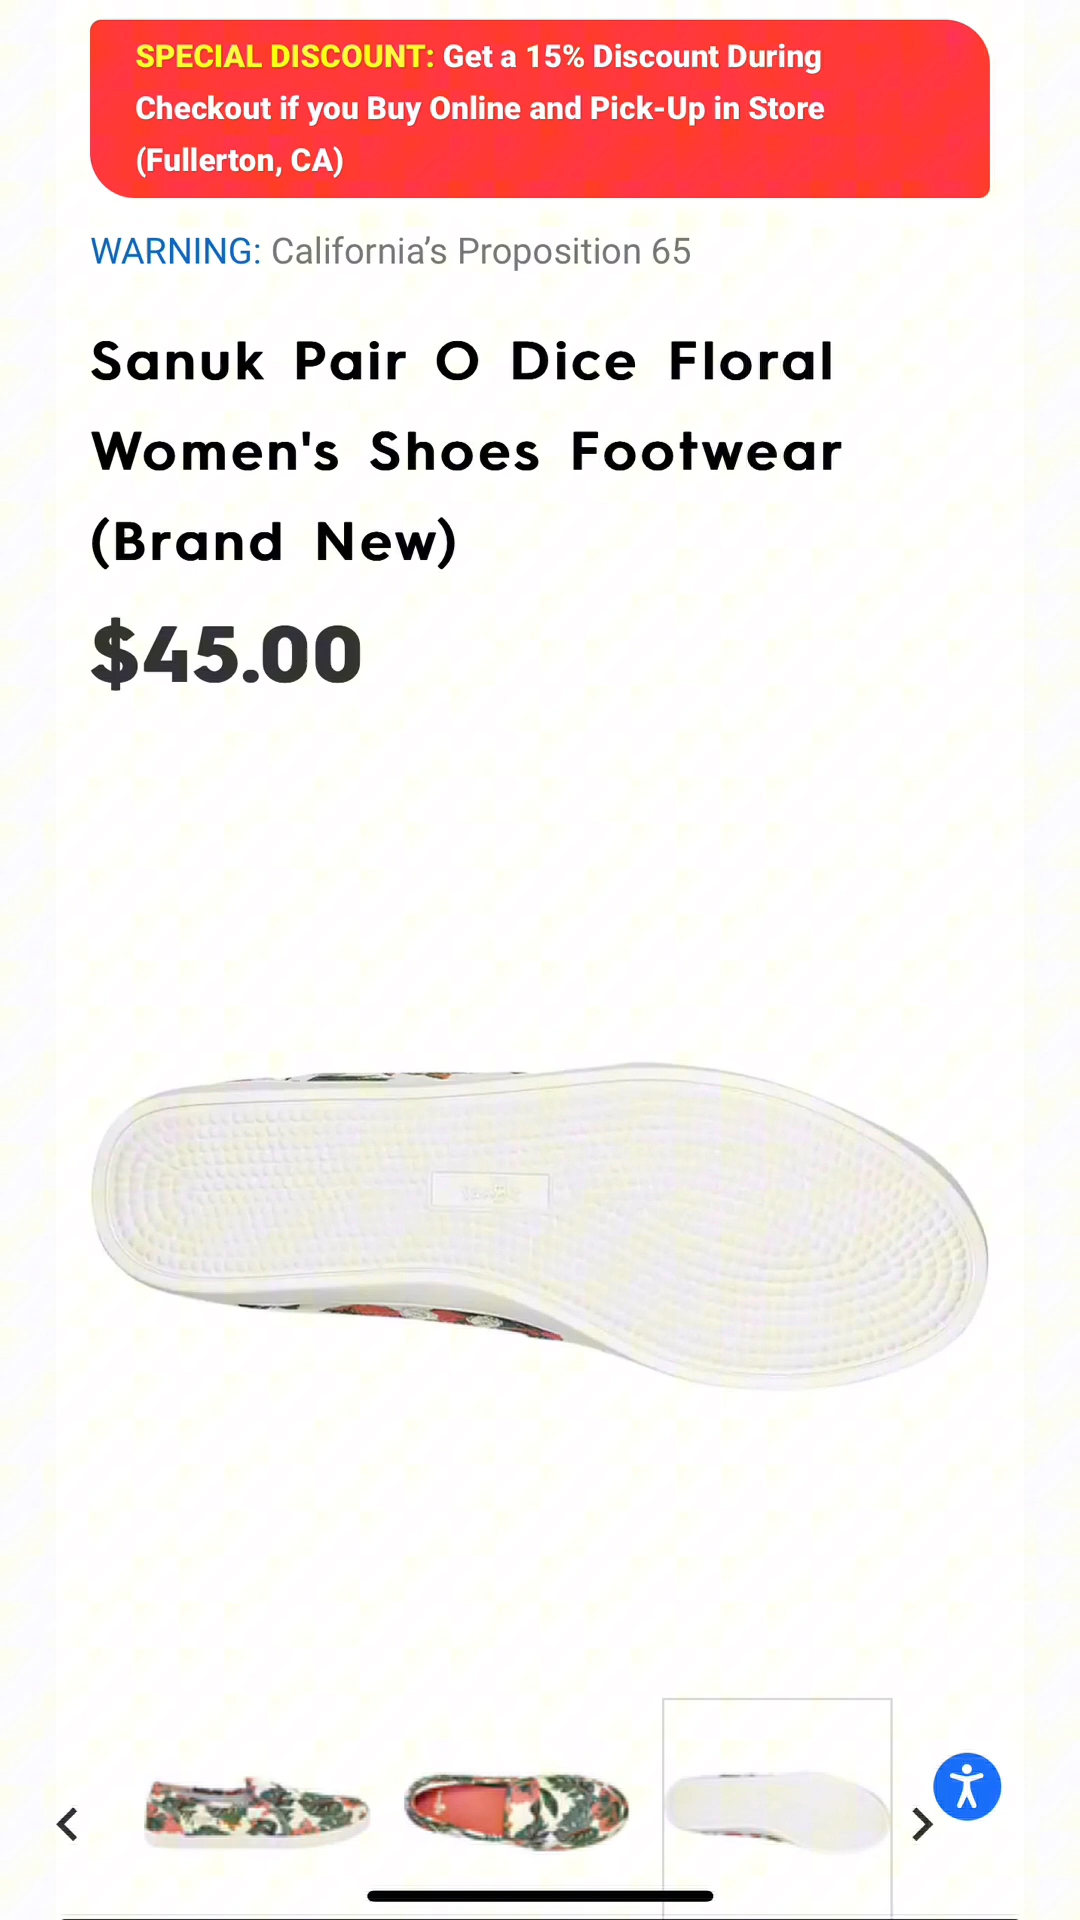 SPECIAL DISCOUNT: Get a 15% Discount During
Checkout if you Buy Online and Pick-Up in Store
(Fullerton, CA)
WARNING: California’s Proposition 65
Sanuk Pair O Dice Floral
Women's Shoes Footwear
(Brand New)
$45.00